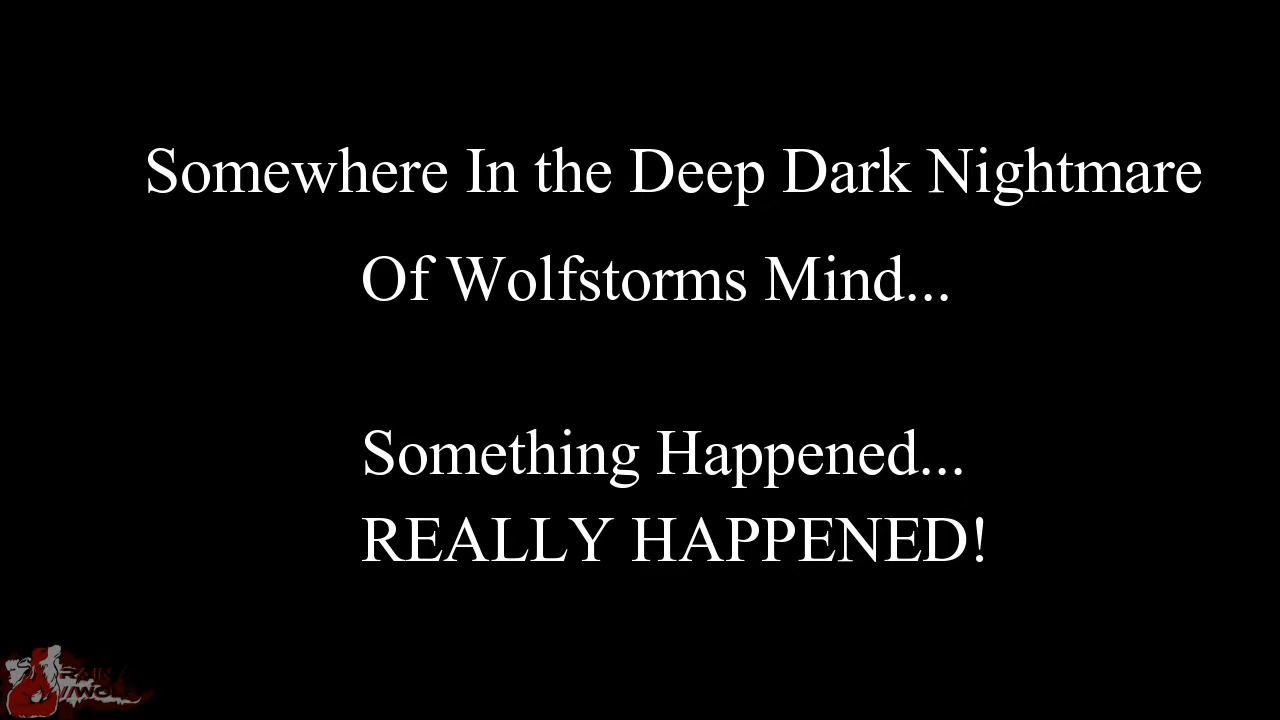 Somewhere In the Deep Dark Nightmare
Of Wolfstorms Mind...
Something Happened...
REALLY HAPPENED!